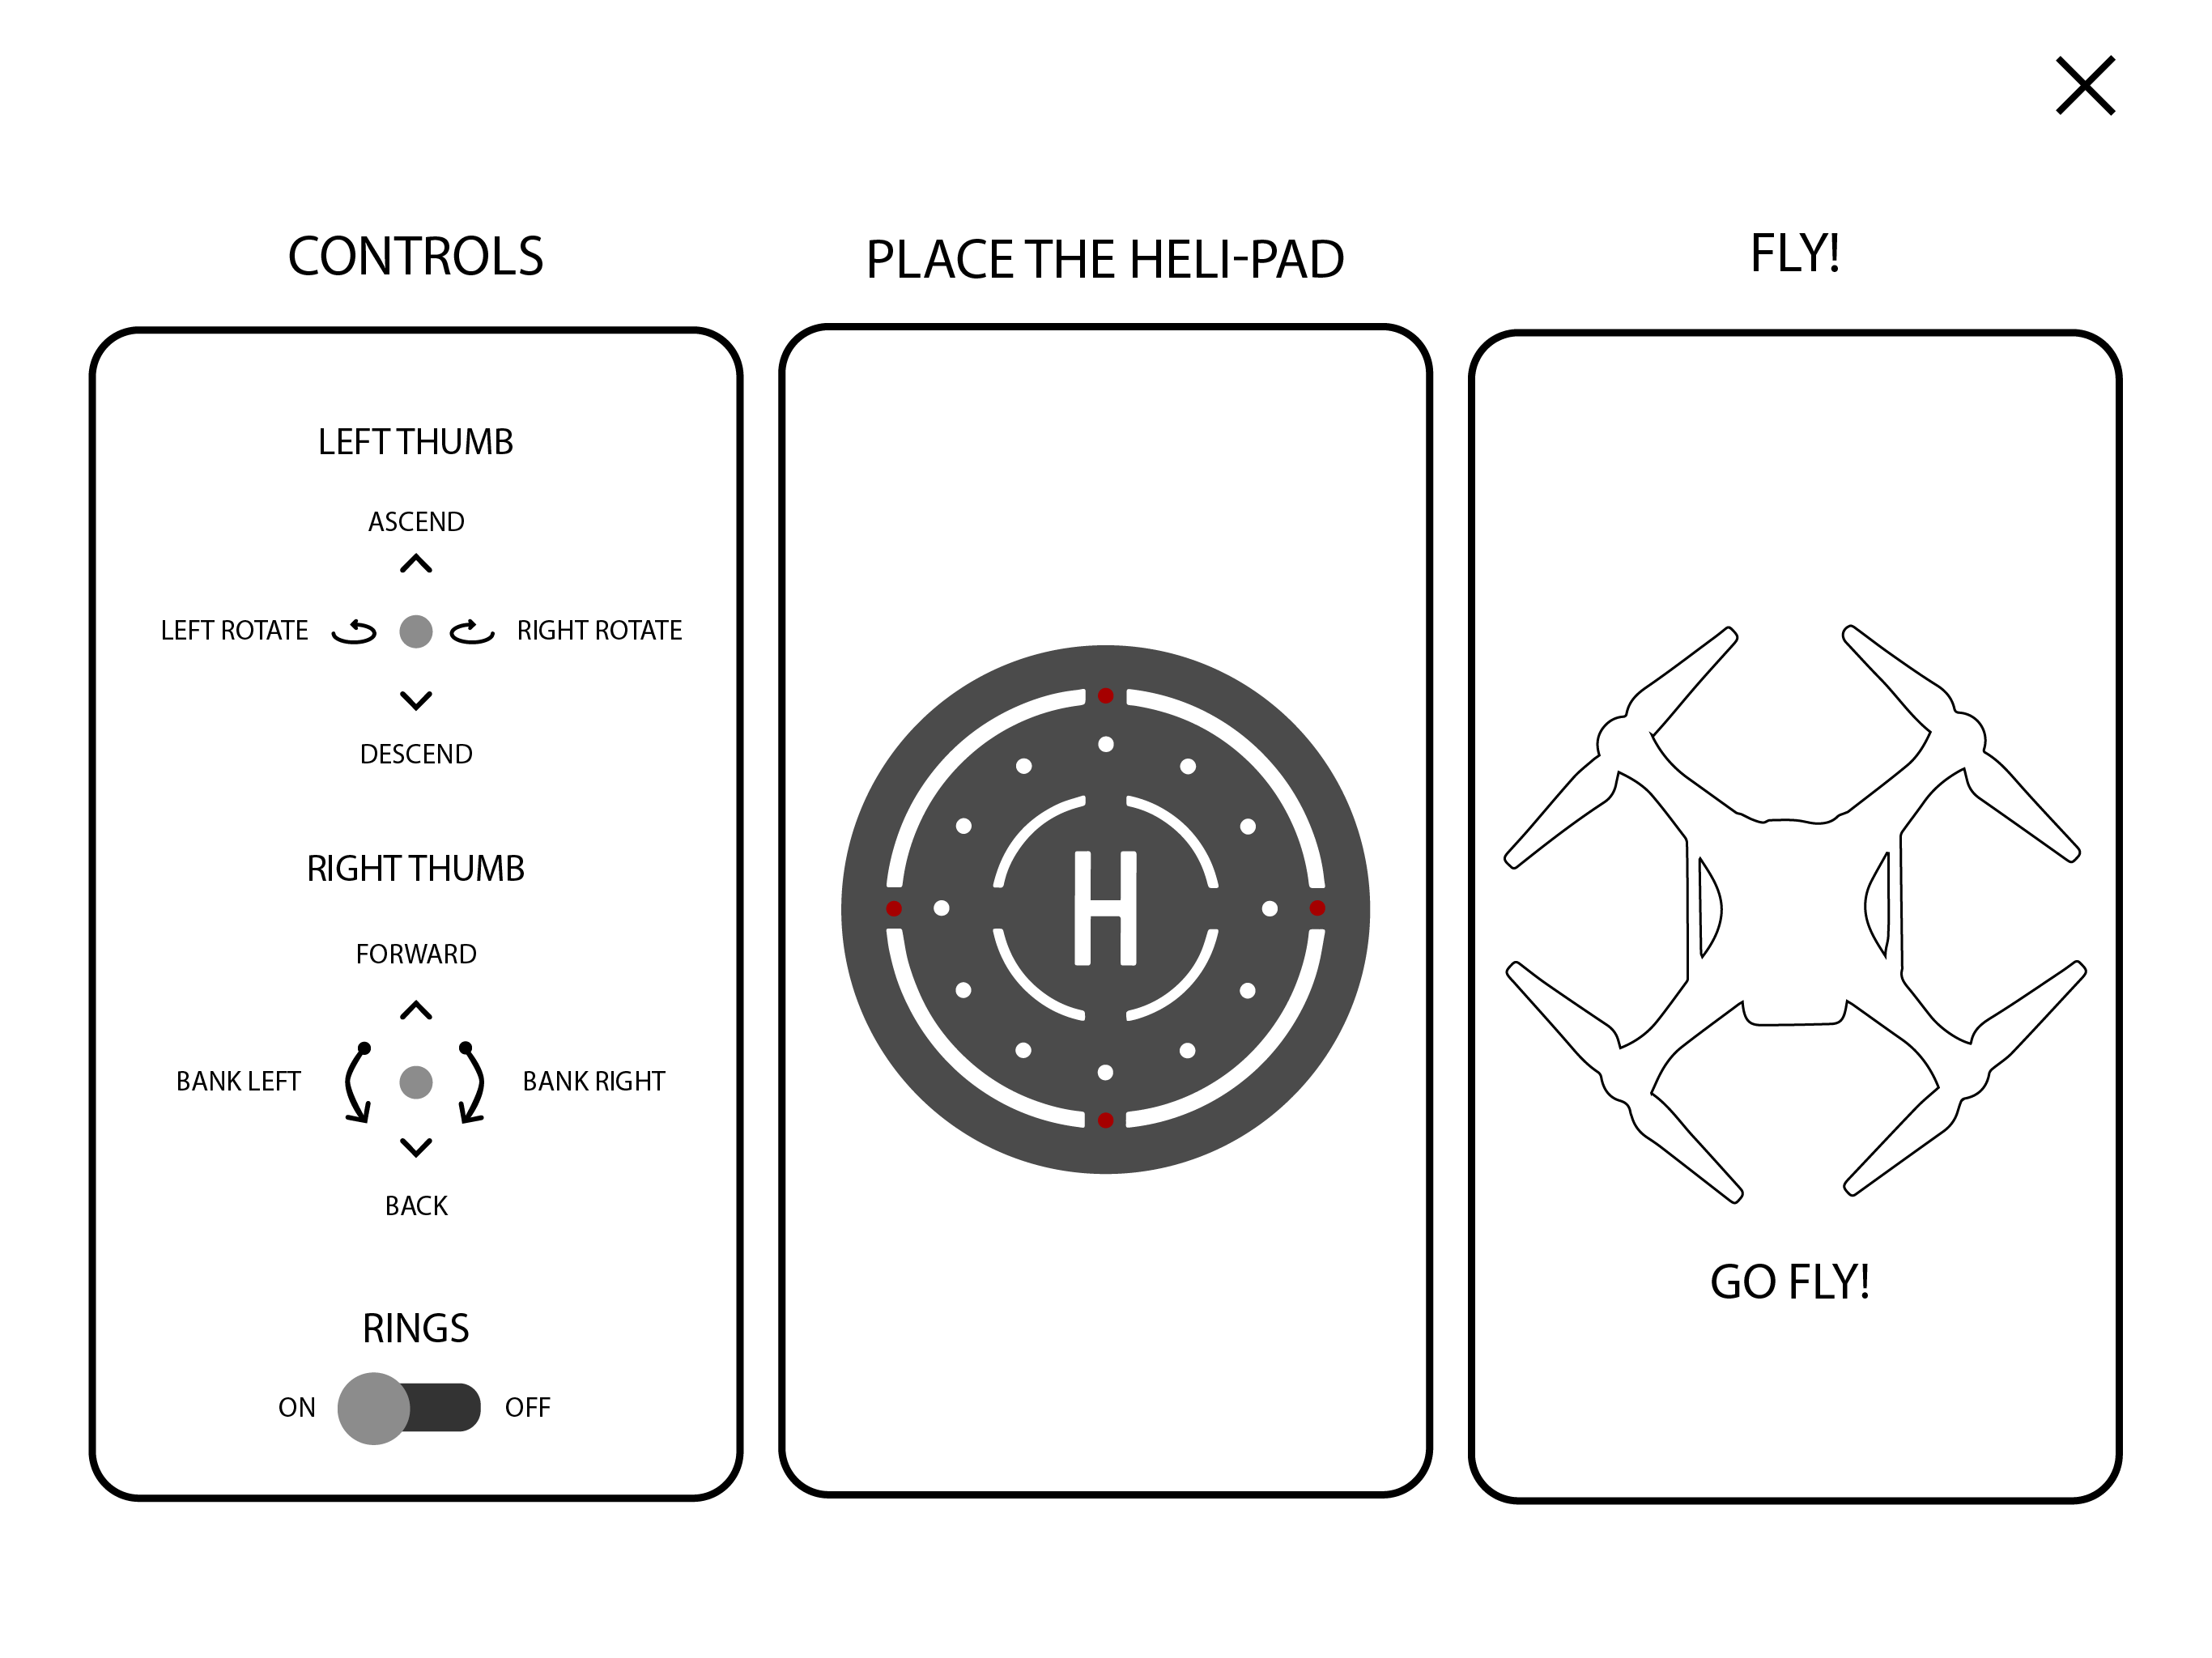 CONTROLS
PLACE THE HELI-PAD
FLY!
LEFT THUMB
ASCEND
LEFT ROTATE
RIGHT ROTATE
DESCEND
RIGHT THUMB
FORWARD
BANK LEFT
BANK RIGHT
BACK
RINGS
ON
OFF
H
GO FLY!